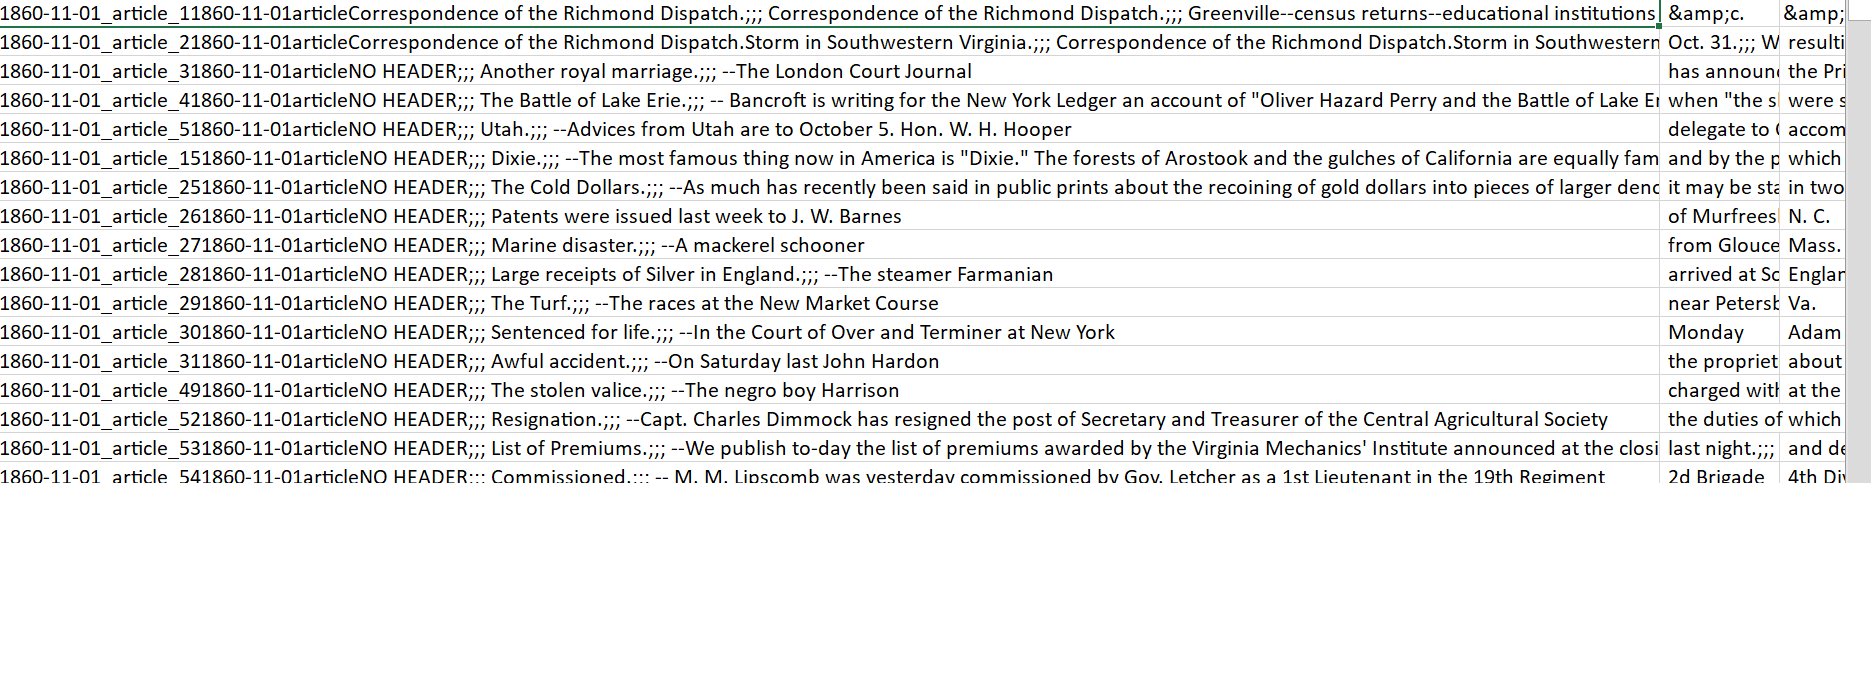 1860-11-01_article_11860-11-01articleCorrespondence of the Richmond Dispatch.;;; Correspondence of the Richmond Dispatch.;;; Greenville--census returns--educational institutions &amp;c. &amp;
1860-11-01_article_21860-11-01articleCorrespondence of the Richmond Dispatch.Storm in Southwestern Virginia.;;; Correspondence of the Richmond Dispatch.Storm in Southwestern Oct. 31.;;; W resulti
1860-11-01_article_31860-11-01articleNO HEADER;;; Another royal marriage.;;; --The London Court Journal has announ the Pri
1860-11-01_article_41860-11-01articleNO HEADER;;; The Battle of Lake Erie.;;; -- Bancroft is writing for the New York Ledger an account of "Oliver Hazard Perry and the Battle of Lake Er when "the s were s
1860-11-01_article_51860-11-01articleNO HEADER;;; Utah.;;; --Advices from Utah are to October 5. Hon. W. H. Hooper delegate to accom
1860-11-01_article_151860-11-01articleNO HEADER;;; Dixie.;;; --The most famous thing now in America is "Dixie." The forests of Arostook and the gulches of California are equally fam and by the p which
1860-11-01_article_251860-11-01articleNO HEADER;;; The Cold Dollars.;;; --As much has recently been said in public prints about the recoining of gold dollars into pieces of larger deno it may be sta in two
1860-11-01_article_261860-11-01articleNO HEADER;;; Patents were issued last week to J. W. Barnes of Murfrees N. C.
1860-11-01_article_271860-11-01articleNO HEADER;;; Marine disaster.;;; --A mackerel schooner from Glouce Mass.
1860-11-01_article_281860-11-01articleNO HEADER;;; Large receipts of Silver in England.;;; --The steamer Farmanian arrived at So Englan
1860-11-01_article_291860-11-01articleNO HEADER;;; The Turf.;;; --The races at the New Market Course near Petersb Va.
1860-11-01_article_301860-11-01articleNO HEADER;;; Sentenced for life.;;; --In the Court of Over and Terminer at New York Monday Adam
1860-11-01_article_311860-11-01articleNO HEADER;;; Awful accident.;;; --On Saturday last John Hardon the propriet about
1860-11-01_article_491860-11-01articleNO HEADER;;; The stolen valice.;;; --The negro boy Harrison charged with at the
1860-11-01_article_521860-11-01articleNO HEADER;;; Resignation.;;; --Capt. Charles Dimmock has resigned the post of Secretary and Treasurer of the Central Agricultural Society the duties of which
1860-11-01_article_531860-11-01articleNO HEADER;;; List of Premiums.;;; --We publish to-day the list of premiums awarded by the Virginia Mechanics' Institute announced at the closi last night.;;; and de
1860-11-01_article_541860-11-01articleNO HEADER;;; Commissioned.;;; -- M. M. Lipscomb was yesterday commissioned by Gov. Letcher as a 1st Lieutenant in the 19th Regiment 2d Brigade 4th Div